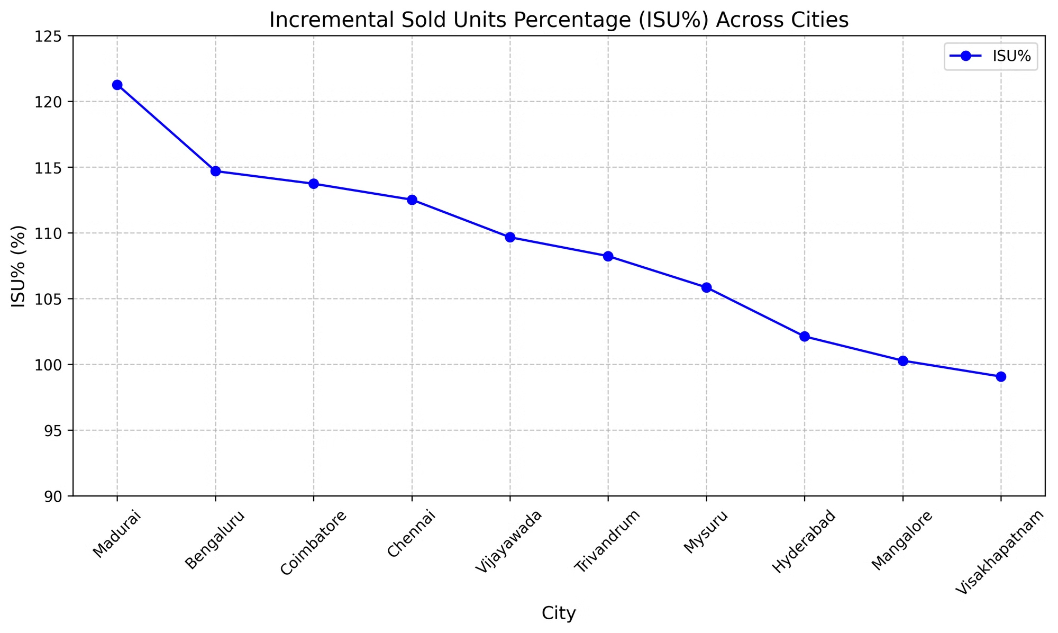 Incremental Sold Units Percentage (ISU%) Across Cities
ISU%
ISU% (%)
125
120
115
110
105
100
95
90
Madurai
Bengaluru
Coimbatore
Chennai
Vijayawada
Trivandrum
Mysuru
Hyderabad
Mangalore
Visakhapatnam
City